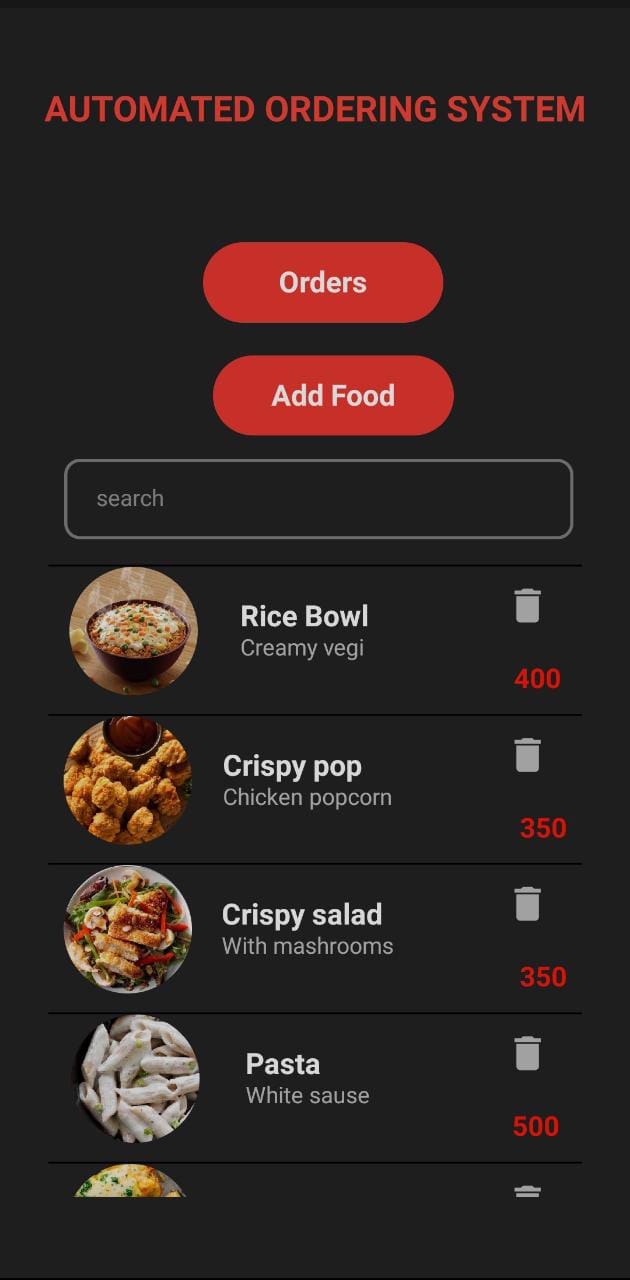 AUTOMATED ORDERING SYSTEM
Orders
Add Food
search
Rice Bowl
Creamy vegi
400
Crispy pop
Chicken popcorn
350
Crispy salad
With mashrooms
350
Pasta
White sause
500